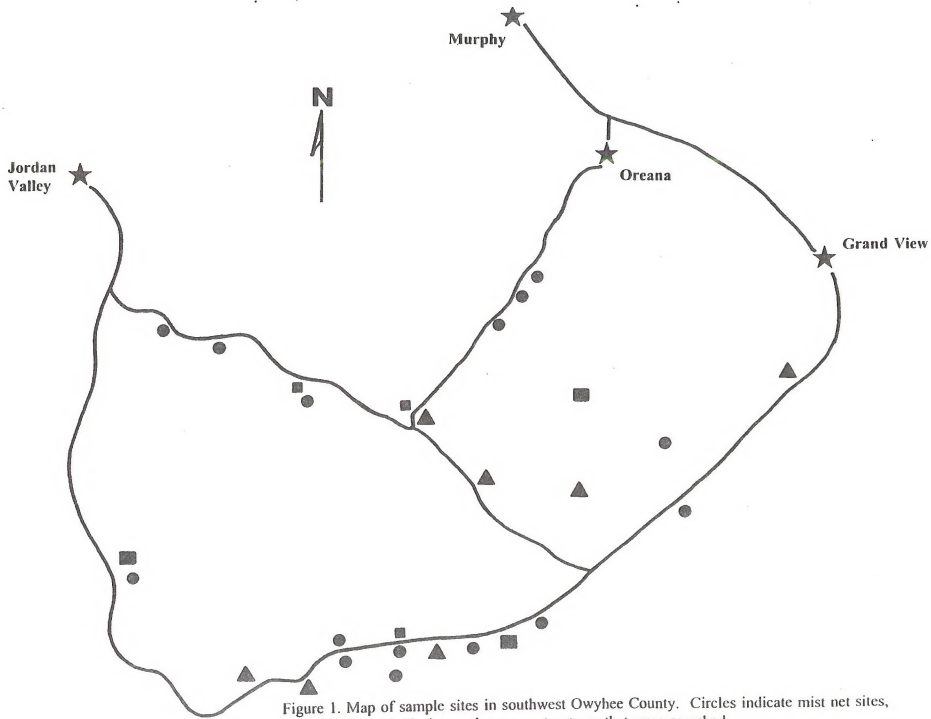 Murphy
N
Jordan
Valley
Oreana
Grand View
Figure 1. Map of sample sites in southwest Owyhee County. Circles indicate mist net sites,